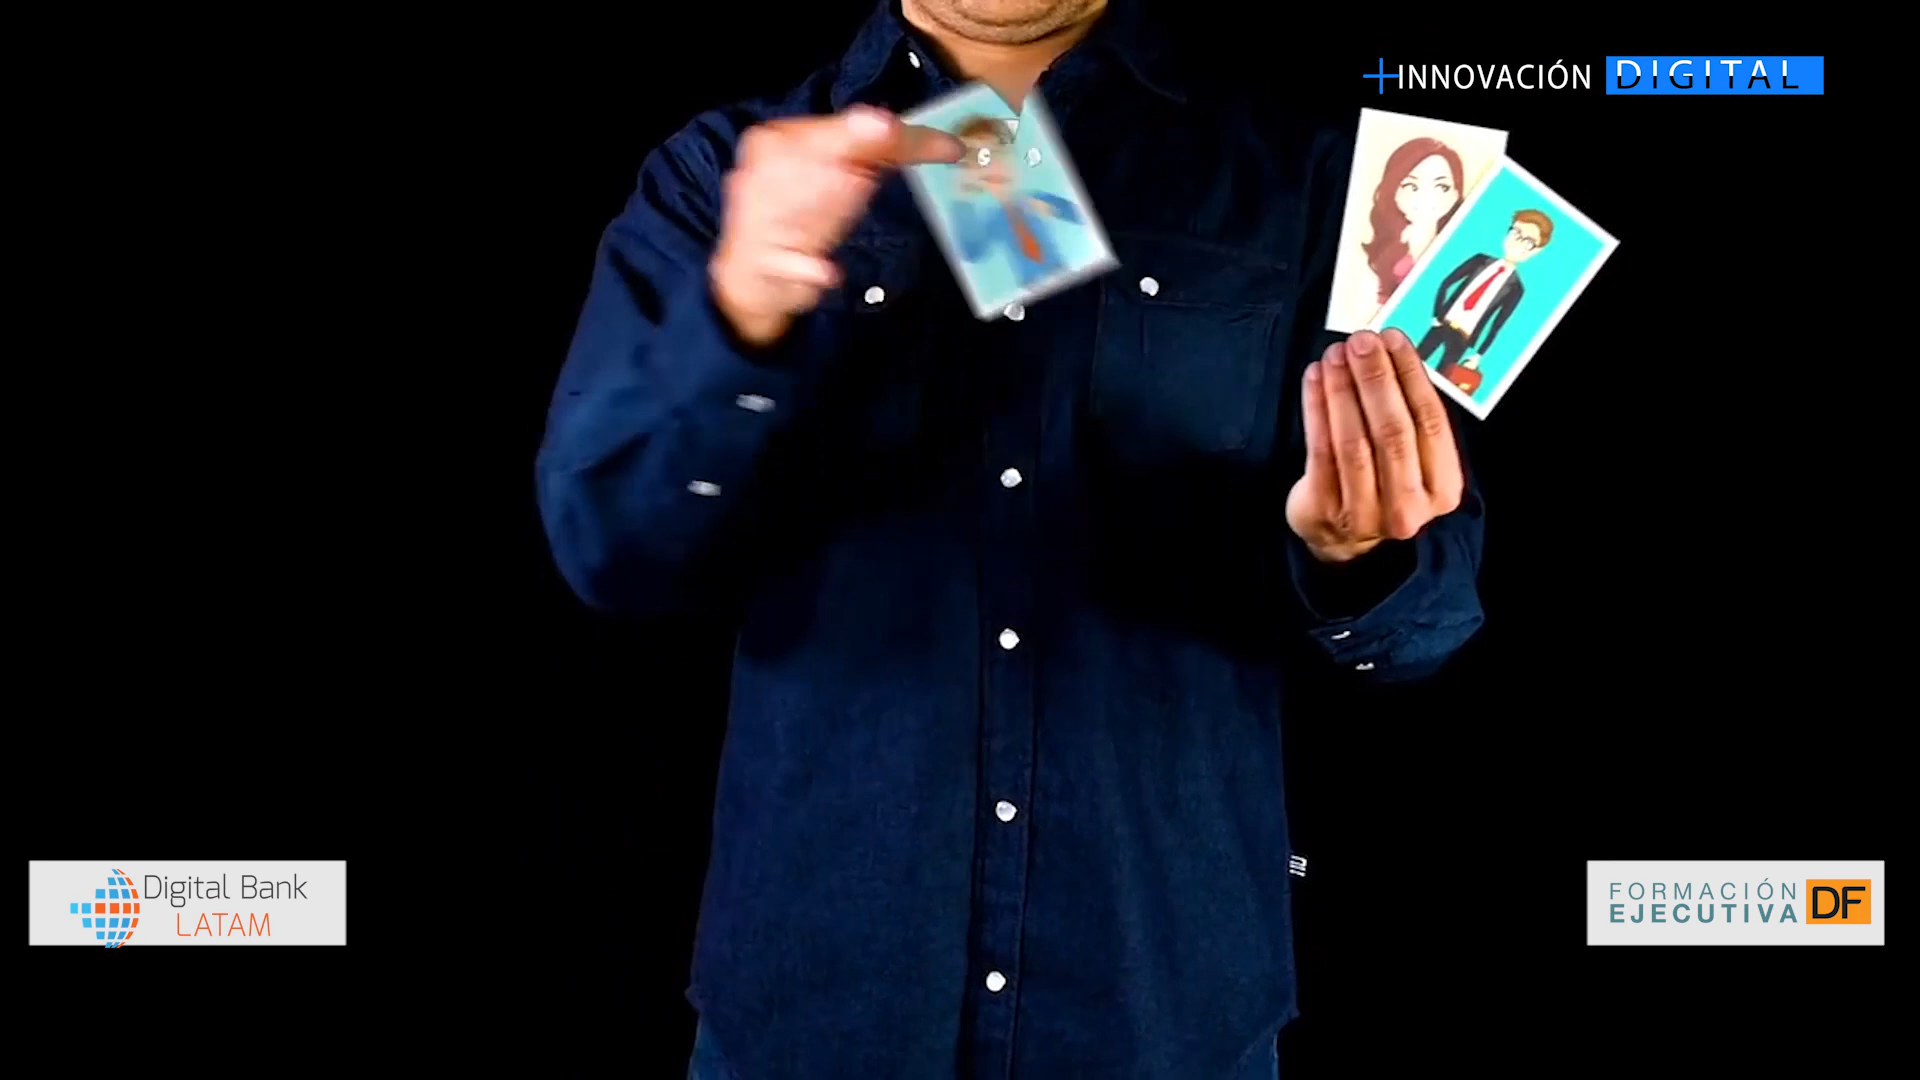 +INNOVACIÓN DIGITAL
Digital Bank
LATAM
FORMACIÓN
EJECUTIVA DF